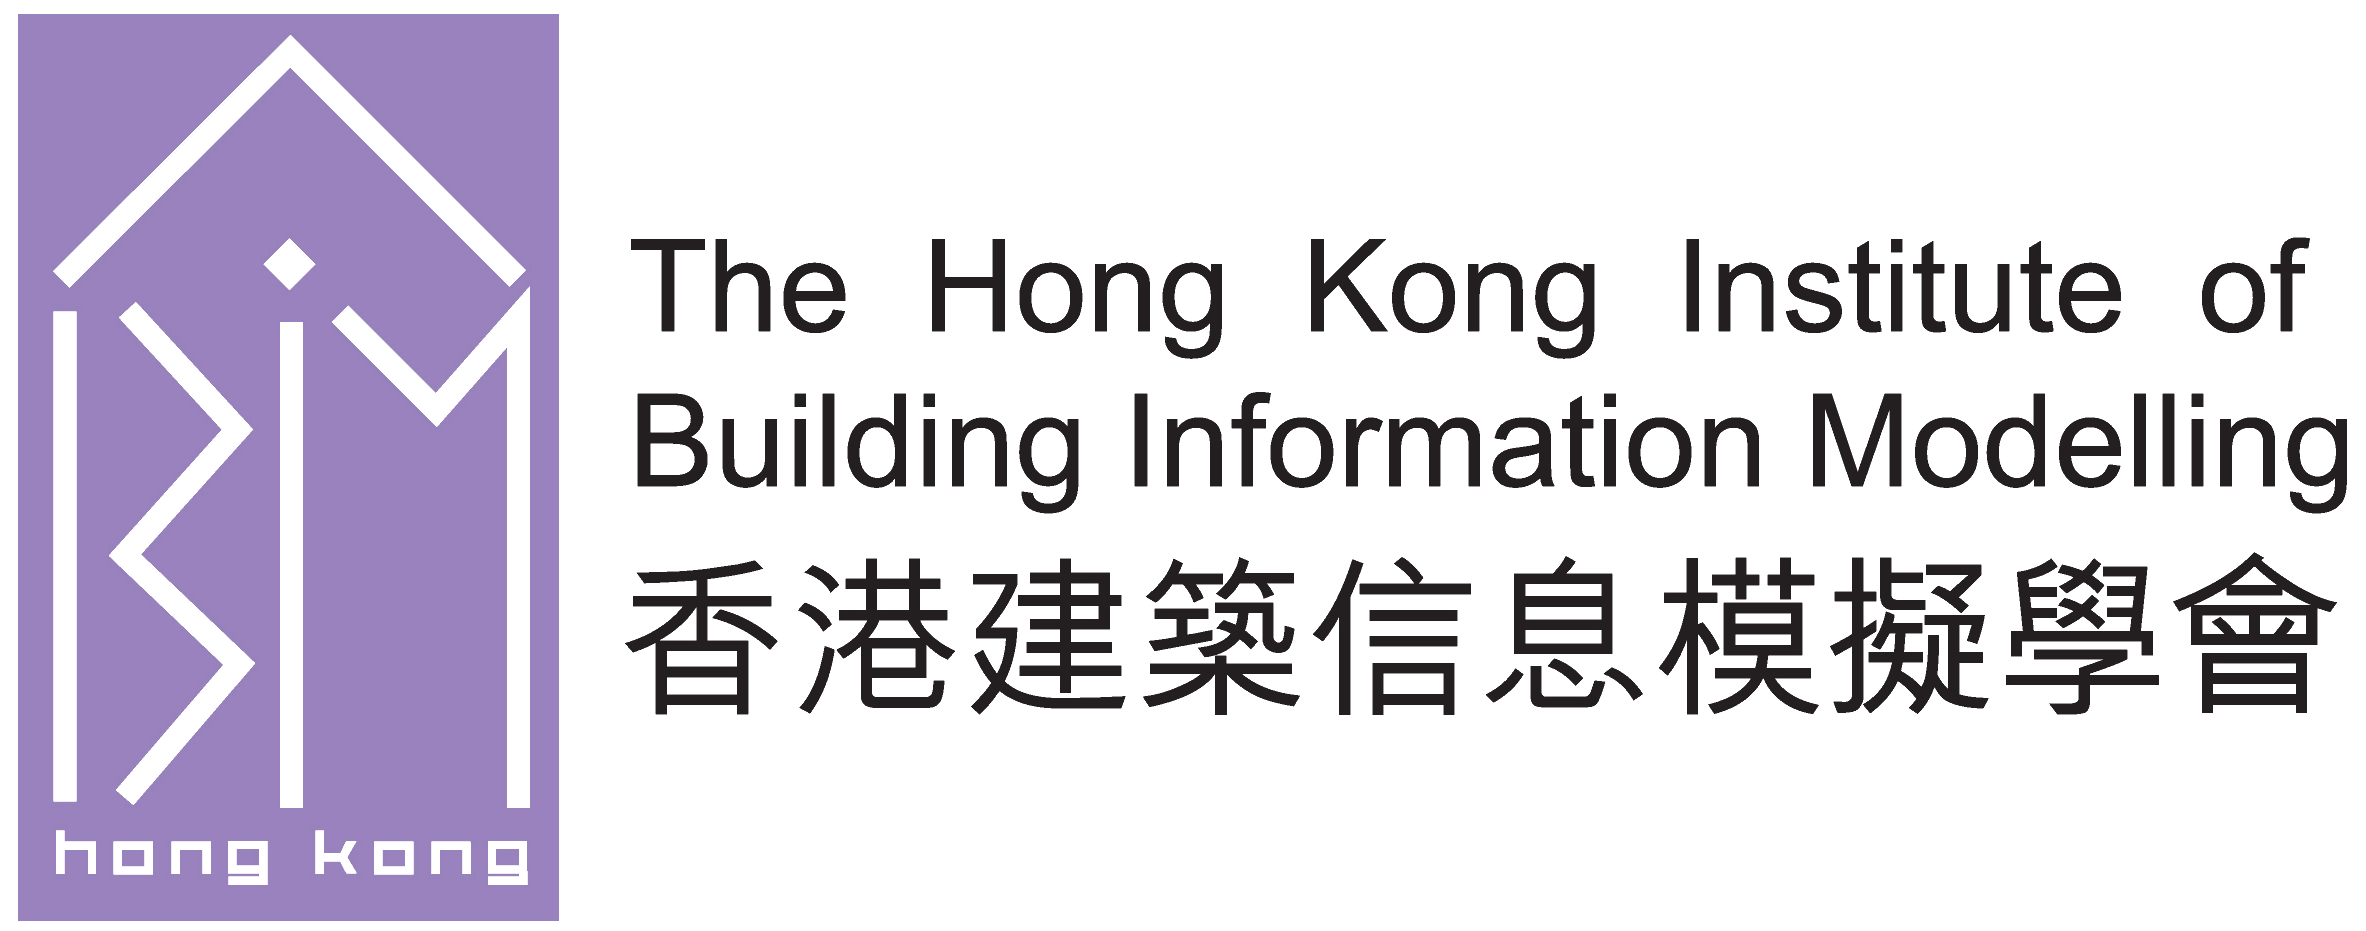 BiM
hong kong
The Hong Kong Institute of
Building Information Modelling
香港建築信息模擬學會